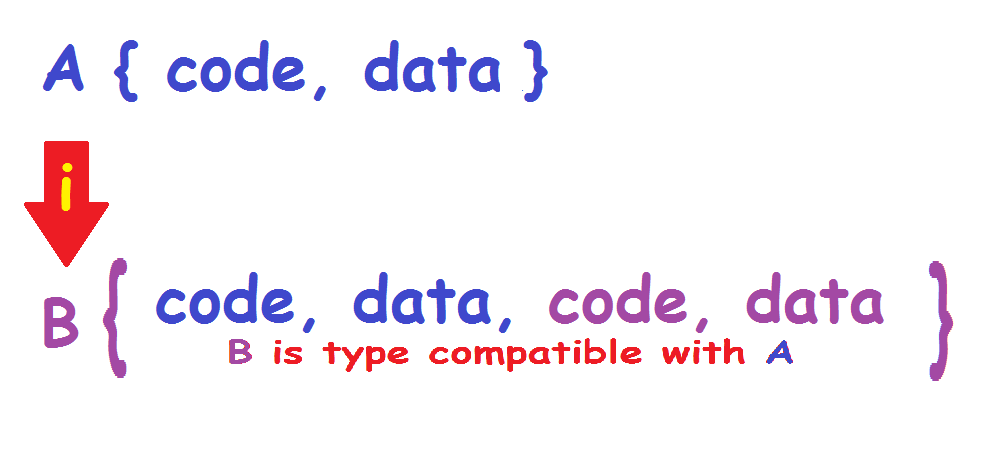 A { code, data }
i
B { code, data, code, data }
B is type compatible with A